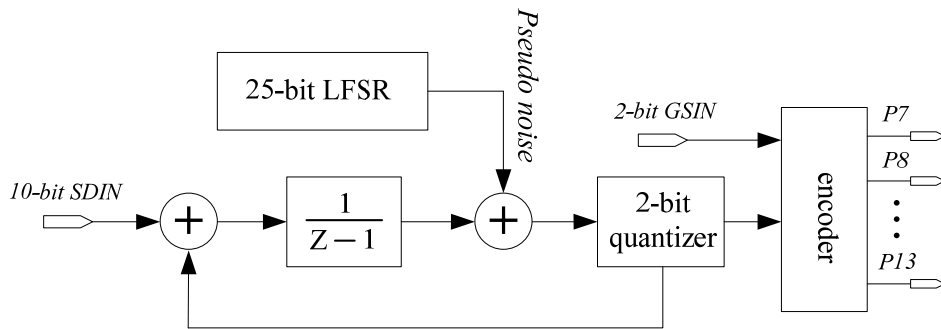 25-bit LFSR
Pseudo noise
2-bit GSIN
10-bit SDIN
+
1
Z − 1
+
2-bit
quantizer
encoder
P7
P8
P13